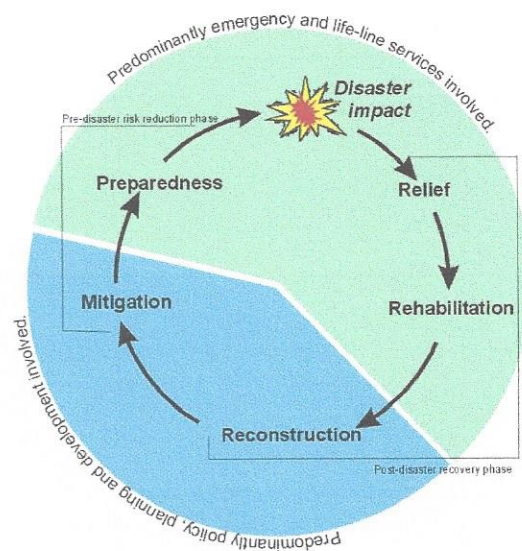 Predominantly emergency and life-line services involved.
Disaster
impact
Pre-disaster risk reduction phase
Preparedness
Relief
Mitigation
Rehabilitation
Reconstruction
Post-disaster recovery phase
Predominantly policy, planning and development involved.